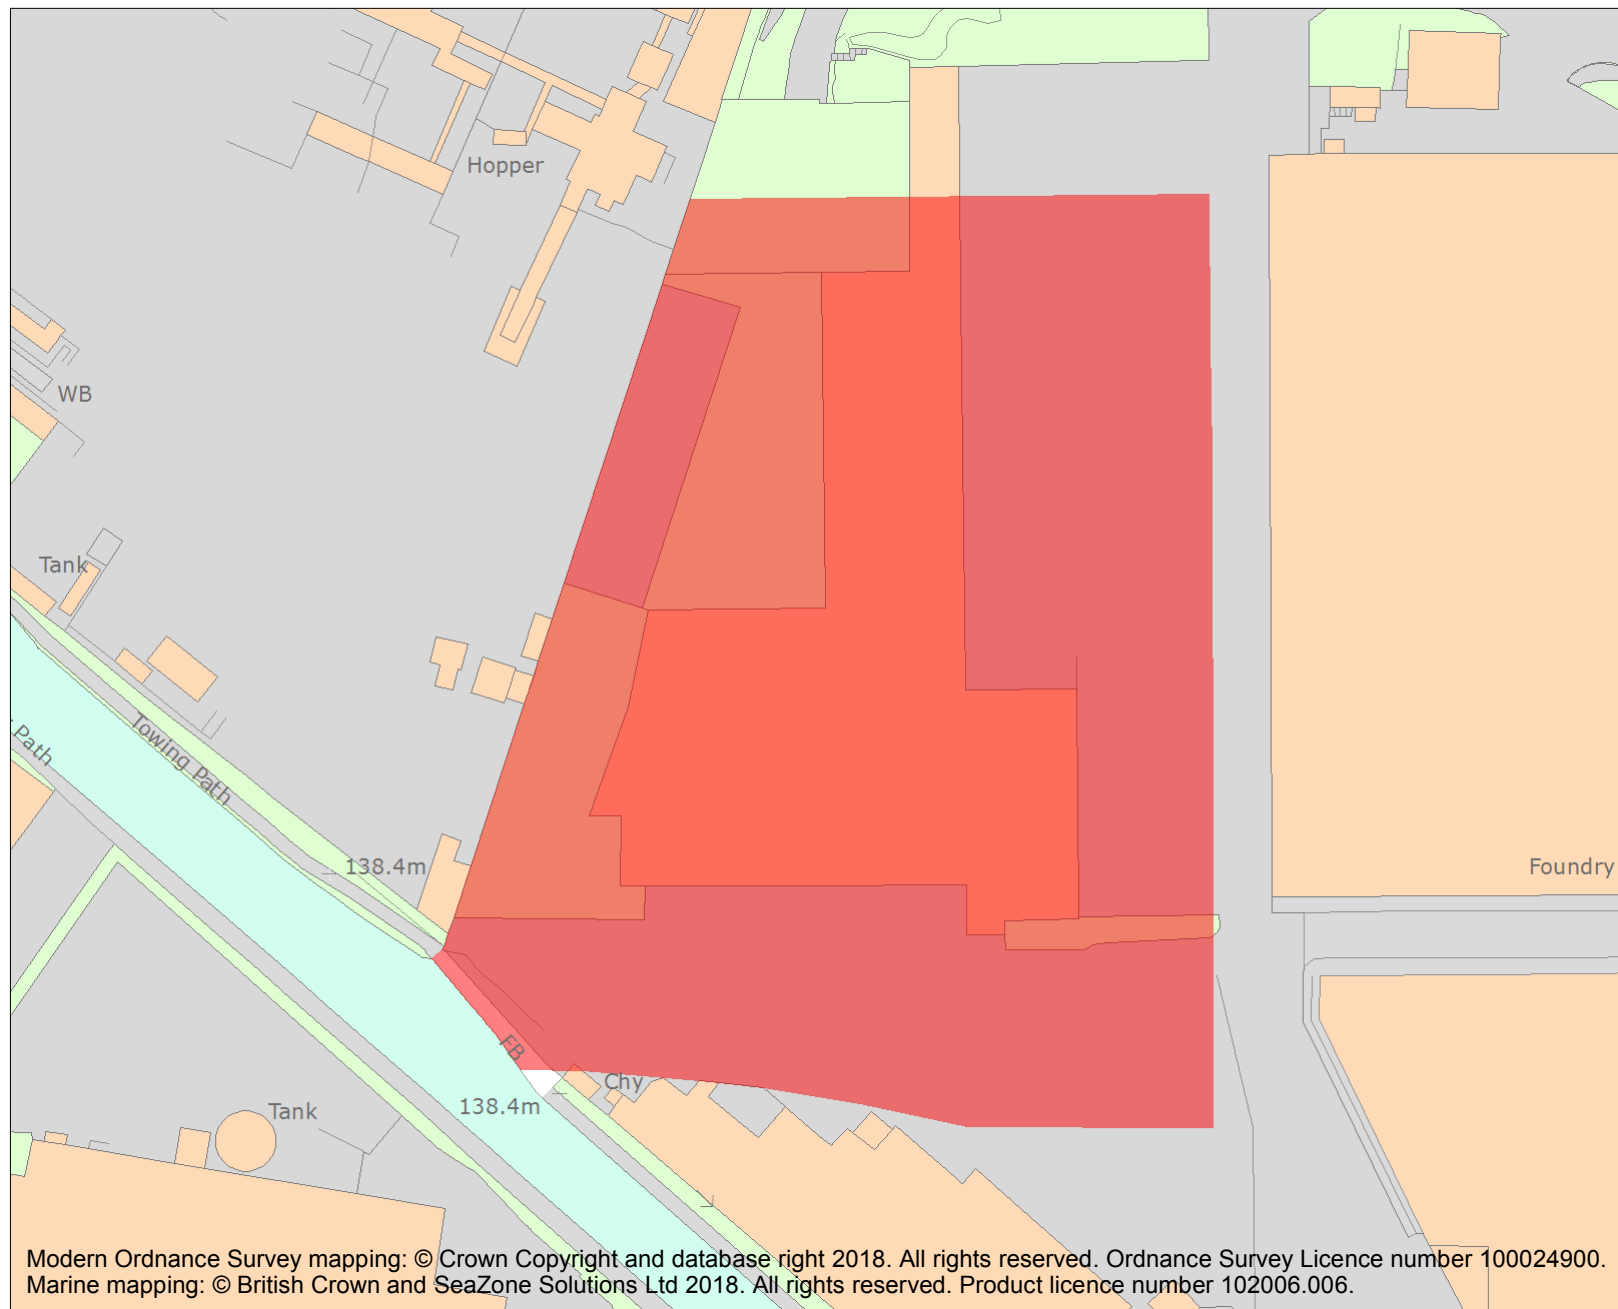 Hopper
WB
Tank
Path
Towing Path
138.4m
Foundry
FB
Chy
138.4m
Tank
Modern Ordnance Survey mapping: © Crown Copyright and database right 2018. All rights reserved. Ordnance Survey Licence number 100024900.
Marine mapping: © British Crown and SeaZone Solutions Ltd 2018. All rights reserved. Product licence number 102006.006.